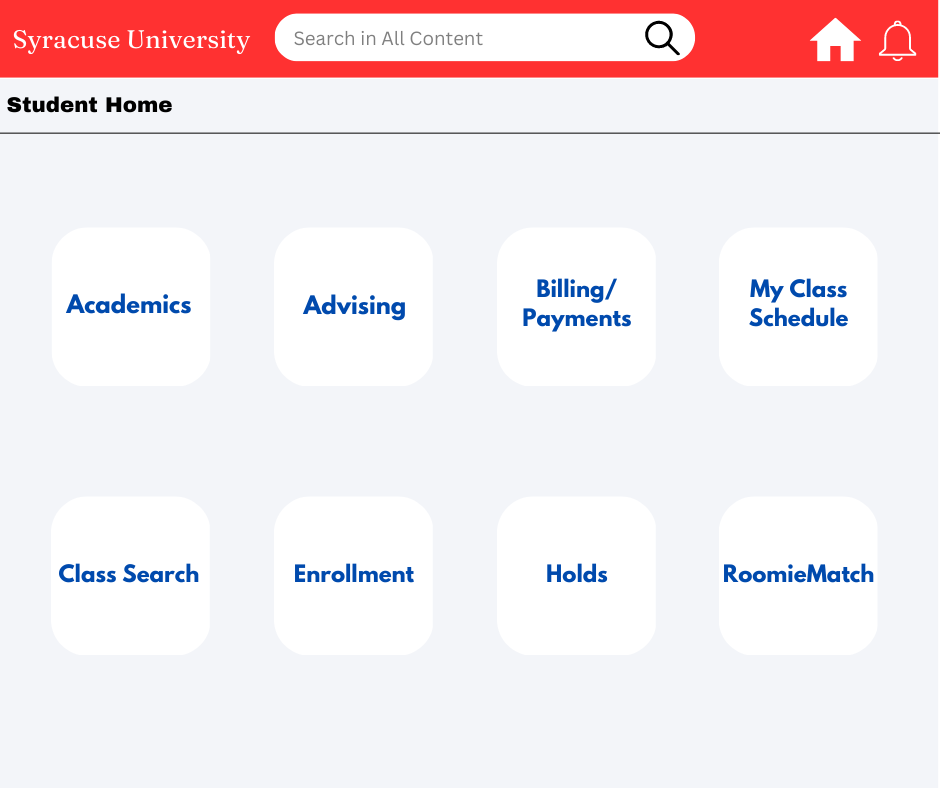 Syracuse University
Search in All Content
Student Home
Academics
Advising
Billing/
Payments
My Class
Schedule
Class Search
Enrollment
Holds
RoomieMatch